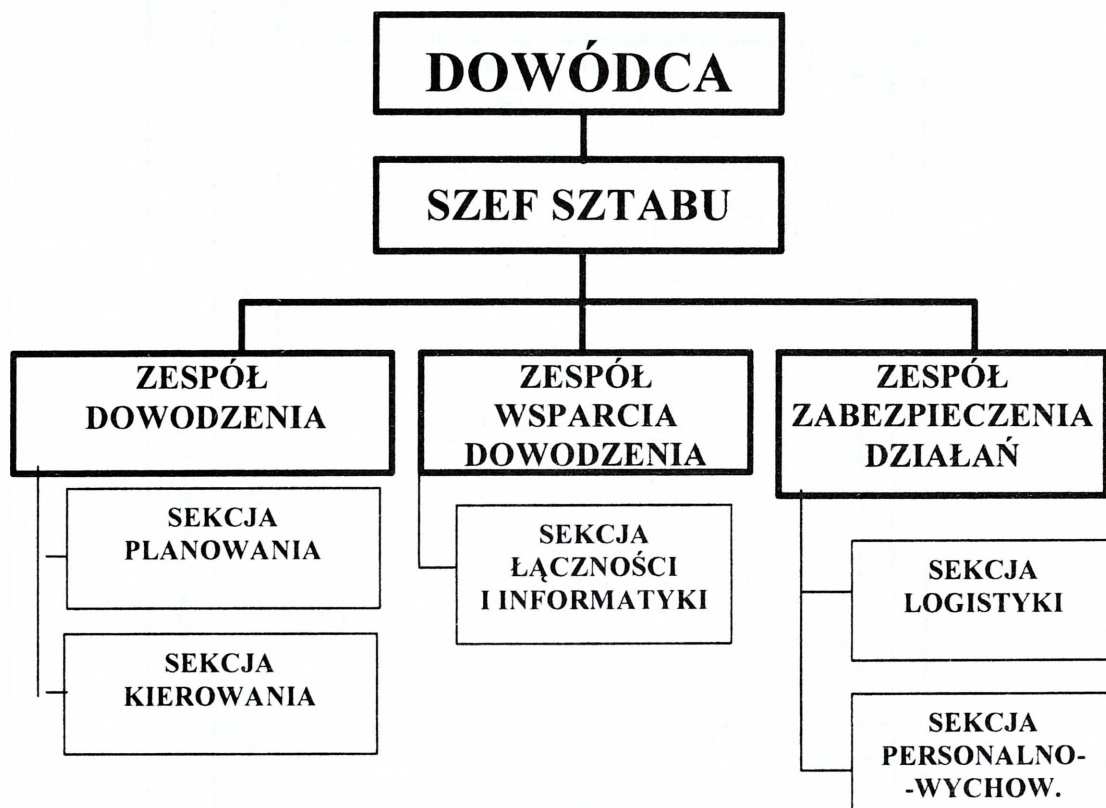 DOWÓDCA
SZEF SZTABU
ZESPÓŁ
DOWODZENIA
SEKCJA
PLANOWANIA
SEKCJA
KIEROWANIA
ZESPÓŁ
WSPARCIA
DOWODZENIA
SEKCJA
ŁĄCZNOŚCI
I INFORMATYKI
ZESPÓŁ
ZABEZPIECZENIA
DZIAŁAŃ
SEKCJA
LOGISTYKI
SEKCJA
PERSONALNO-
-WYCHOW.